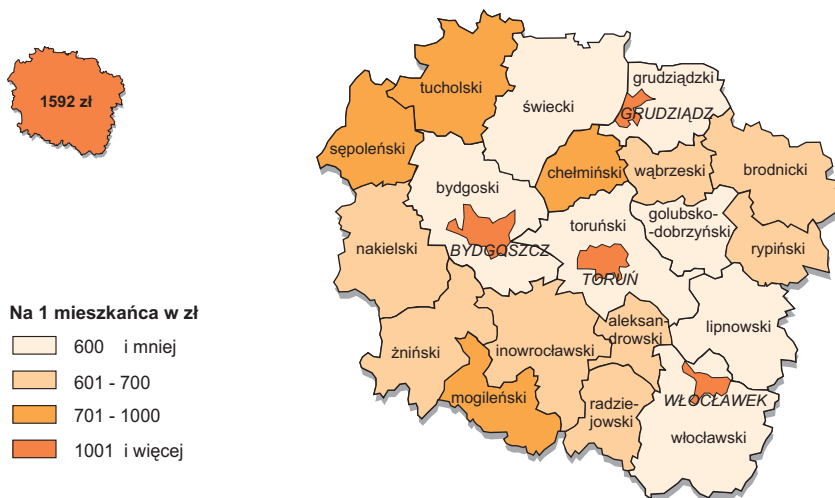 1592 zł
tucholski
świecki
grudziądzki
GRUDZIĄDZ
sępoleński
chełmiński
wąbrzeski
brodnicki
bydgoski
BYDGOSZCZ
toruński
TORUŃ
golubsko-
-dobrzyński
rypiński
nakielski
żniński
inowrocławski
aleksan-
drowski
lipnowski
mogileński
radzie-
jowski
WŁOCŁAWEK
włocławski
Na 1 mieszkańca w zł
600 i mniej
601 - 700
701 - 1000
1001 i więcej